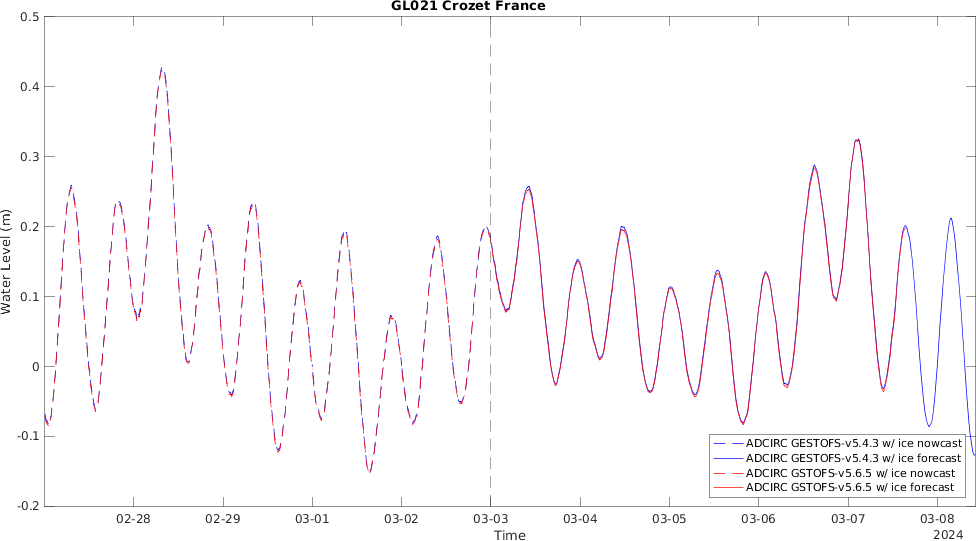 GL021 Crozet France
0.5
0.4
0.3
0.2
0.1
0
-0.1
-0.2
Water Level (m)
02-28 02-29 03-01 03-02 03-03 03-04 03-05 03-06 03-07 03-08
Time
2024
ADCIRC GESTOFS-v5.4.3 w/ ice nowcast
ADCIRC GESTOFS-v5.4.3 w/ ice forecast
ADCIRC GSTOFS-v5.6.5 w/ ice nowcast
ADCIRC GSTOFS-v5.6.5 w/ ice forecast